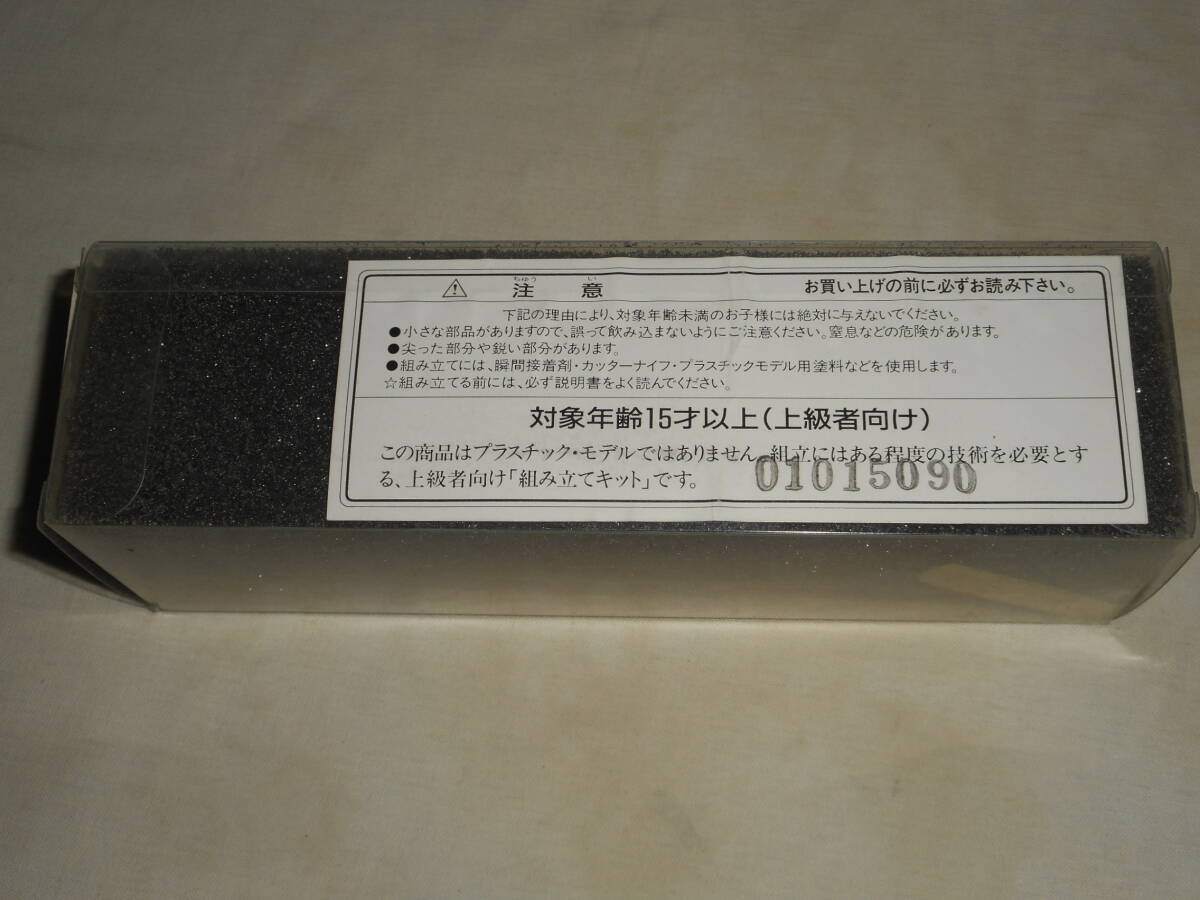 ちゅう い
注 意 お買い上げの前に必ずお読み下さい。
下記の理由により、対象年齢未満のお子様には絶対に与えないでください。
●小さな部品がありますので、誤って飲み込まないようにご注意ください。窒息などの危険があります。
●尖った部分や鋭い部分があります。
●組み立てには、瞬間接着剤・カッターナイフ・プラスチックモデル用塗料などを使用します。
☆組み立てる前には、必ず説明書をよく読んでください。
対象年齢15才以上(上級者向け)
この商品はプラスチック・モデルではありません。組立にはある程度の技術を必要とす
る、上級者向け「組み立てキット」です。
01015090